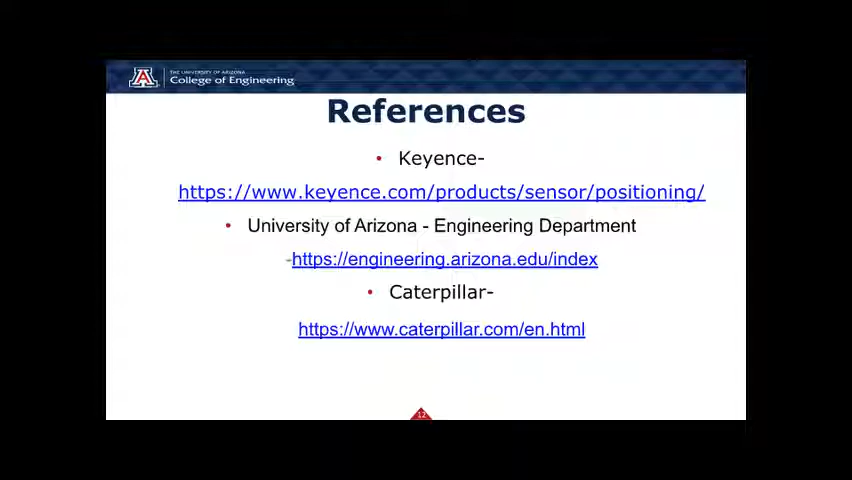 THE UNIVERSITY OF ARIZONA
College of Engineering
References
• Keyence-
https://www.keyence.com/products/sensor/positioning/
• University of Arizona - Engineering Department
-https://engineering.arizona.edu/index
• Caterpillar-
https://www.caterpillar.com/en.html
12